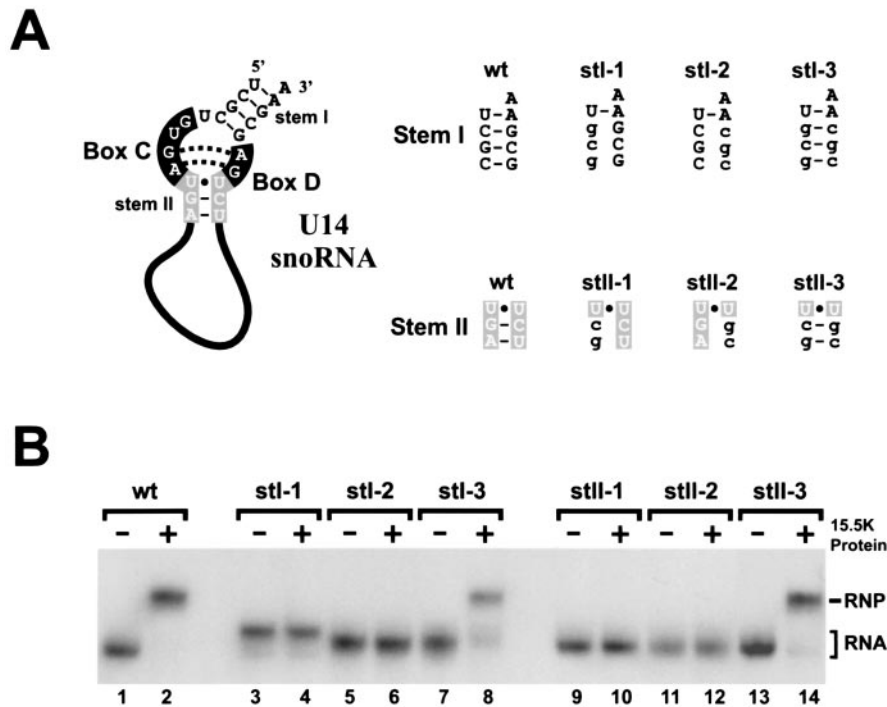 A
5'
3'
U A
C A
G G
C C
U G
G
U
G
A
A
G
Box C
Box D
stem I
stem II
U • U
G – C
A – U
U14
snoRNA
wt stI-1 stI-2 stI-3
Stem I
A A A A
U – A U – A U – A U – A
C – G g G C c g – c
G – C c C G g c – g
C – G g G C c g – c
wt stII-1 stII-2 stII-3
Stem II
U • U U • U U • U U • U
G – C c C G g c – g
A – U g U A c g – c
B
wt stI-1 stI-2 stI-3 stII-1 stII-2 stII-3
– + – + – + – + – + – + – + 15.5K
Protein
RNP
RNA
1 2 3 4 5 6 7 8 9 10 11 12 13 14